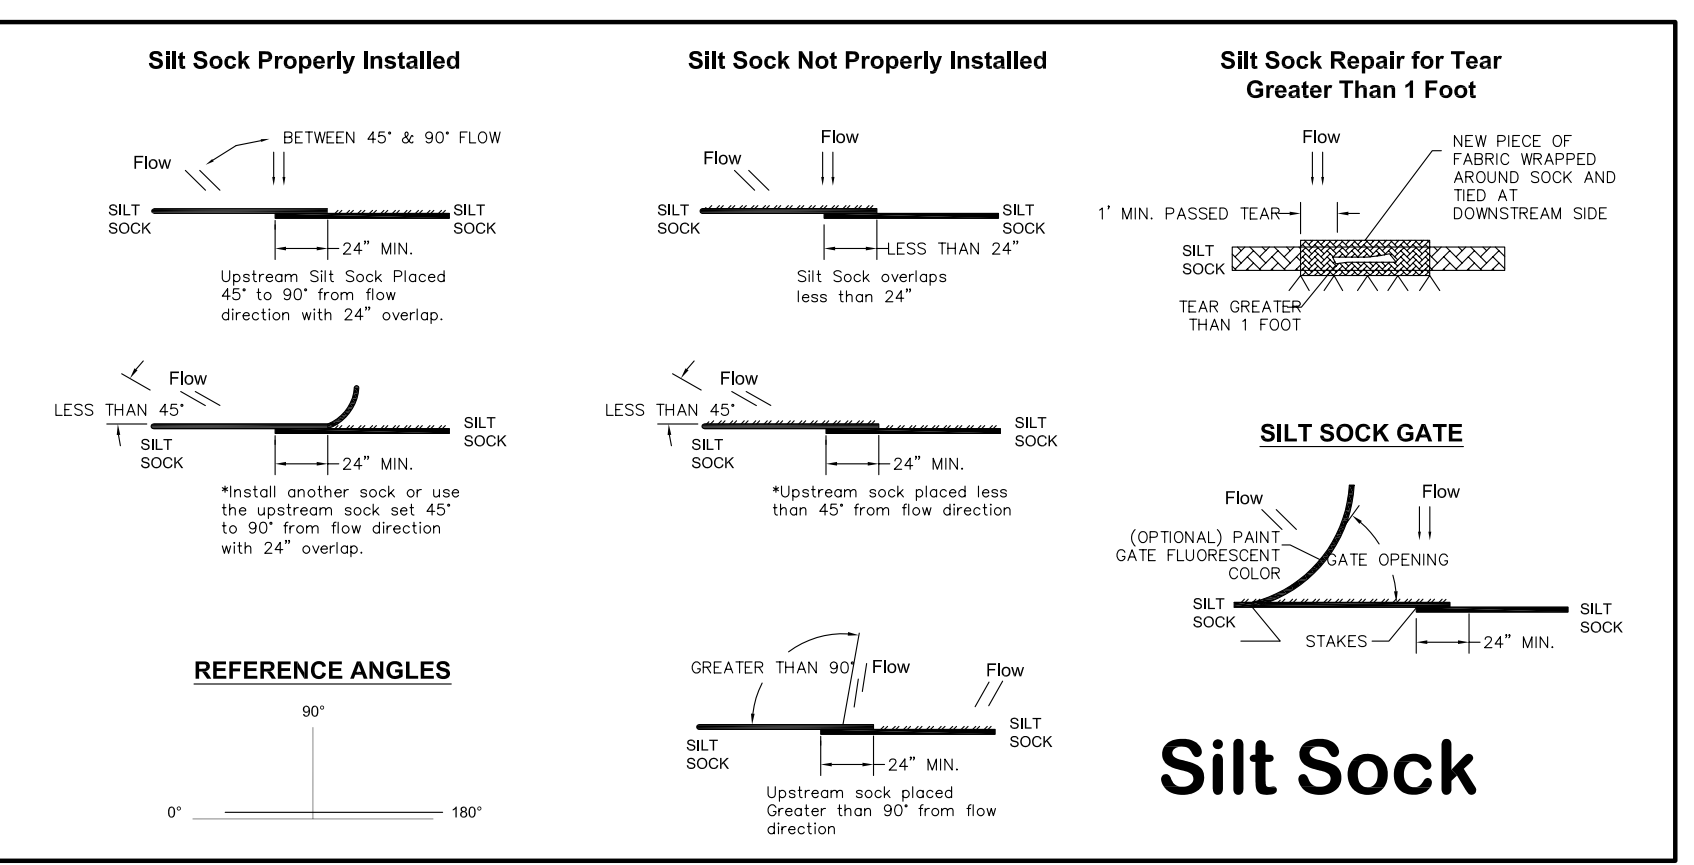 Silt Sock Properly Installed
Flow
BETWEEN 45° & 90° FLOW
SILT
SOCK
SILT
SOCK
24" MIN.
Upstream Silt Sock Placed
45° to 90° from flow
direction with 24" overlap.
Flow
LESS THAN 45°
SILT
SOCK
SILT
SOCK
24" MIN.
*Install another sock or use
the upstream sock set 45°
to 90° from flow direction
with 24" overlap.
REFERENCE ANGLES
90°
0°
180°
Silt Sock Not Properly Installed
Flow
Flow
SILT
SOCK
SILT
SOCK
LESS THAN 24"
Silt Sock overlaps
less than 24"
Flow
LESS THAN 45°
SILT
SOCK
SILT
SOCK
24" MIN.
*Upstream sock placed less
than 45° from flow direction
GREATER THAN 90°
Flow
Flow
SILT
SOCK
SILT
SOCK
24" MIN.
Upstream sock placed
Greater than 90° from flow
direction
Silt Sock Repair for Tear
Greater Than 1 Foot
Flow
NEW PIECE OF
FABRIC WRAPPED
AROUND SOCK AND
TIED AT
DOWNSTREAM SIDE
1' MIN. PASSED TEAR
SILT
SOCK
TEAR GREATER
THAN 1 FOOT
SILT SOCK GATE
Flow
Flow
(OPTIONAL) PAINT
GATE FLUORESCENT
COLOR
GATE OPENING
SILT
SOCK
SILT
SOCK
STAKES
24" MIN.
Silt Sock